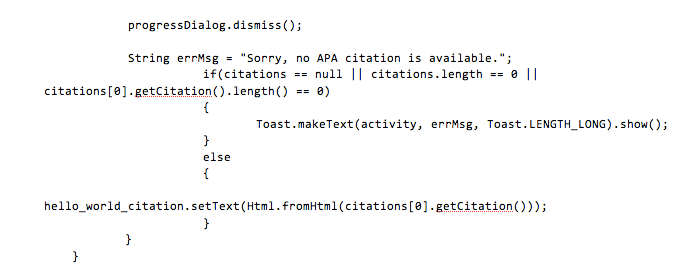 progressDialog.dismiss();
String errMsg = "Sorry, no APA citation is available.";
if(citations == null || citations.length == 0 ||
citations[0].getCitation().length() == 0)
{
Toast.makeText(activity, errMsg, Toast.LENGTH_LONG).show();
}
else
{
hello_world_citation.setText(Html.fromHtml(citations[0].getCitation()));
}
}
}